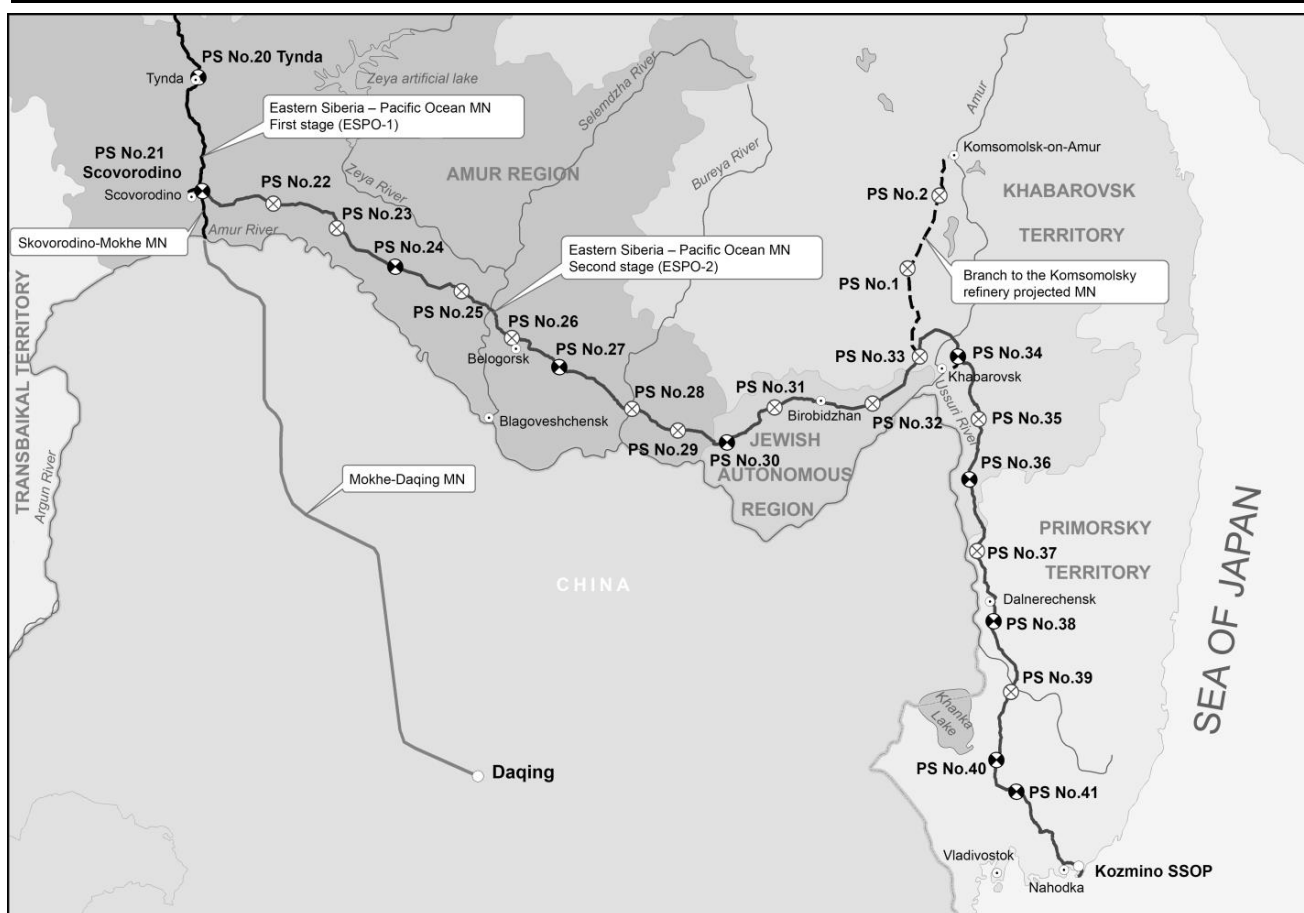 PS No.20 Tynda
Tynda
Zeya artificial lake
Selemdzha River
Amur
Eastern Siberia – Pacific Ocean MN
First stage (ESPO-1)
PS No.21
Scovorodino
Scovorodino
PS No.22
Zeya River
AMUR REGION
Bureya River
Komsomolsk-on-Amur
PS No.2
KHABAROVSK
TERRITORY
PS No.23
Skovorodino-Mokhe MN
Amur River
PS No.24
Eastern Siberia – Pacific Ocean MN
Second stage (ESPO-2)
PS No.1
Branch to the Komsomolsky
refinery projected MN
TRANSBAIKAL TERRITORY
Argun River
PS No.25
PS No.26
Belogorsk
PS No.27
PS No.33
PS No.34
Khabarovsk
Ussuri River
PS No.28
PS No.31
Birobidzhan
Blagoveshchensk
PS No.32
PS No.35
PS No.29
PS No.30
JEWISH
AUTONOMOUS
REGION
PS No.36
Mokhe-Daqing MN
PRIMORSKY
TERRITORY
PS No.37
CHINA
Dalnerechensk
PS No.38
SEA OF JAPAN
PS No.39
Khanka
Lake
Daqing
PS No.40
PS No.41
Vladivostok
Nahodka
Kozmino SSOP